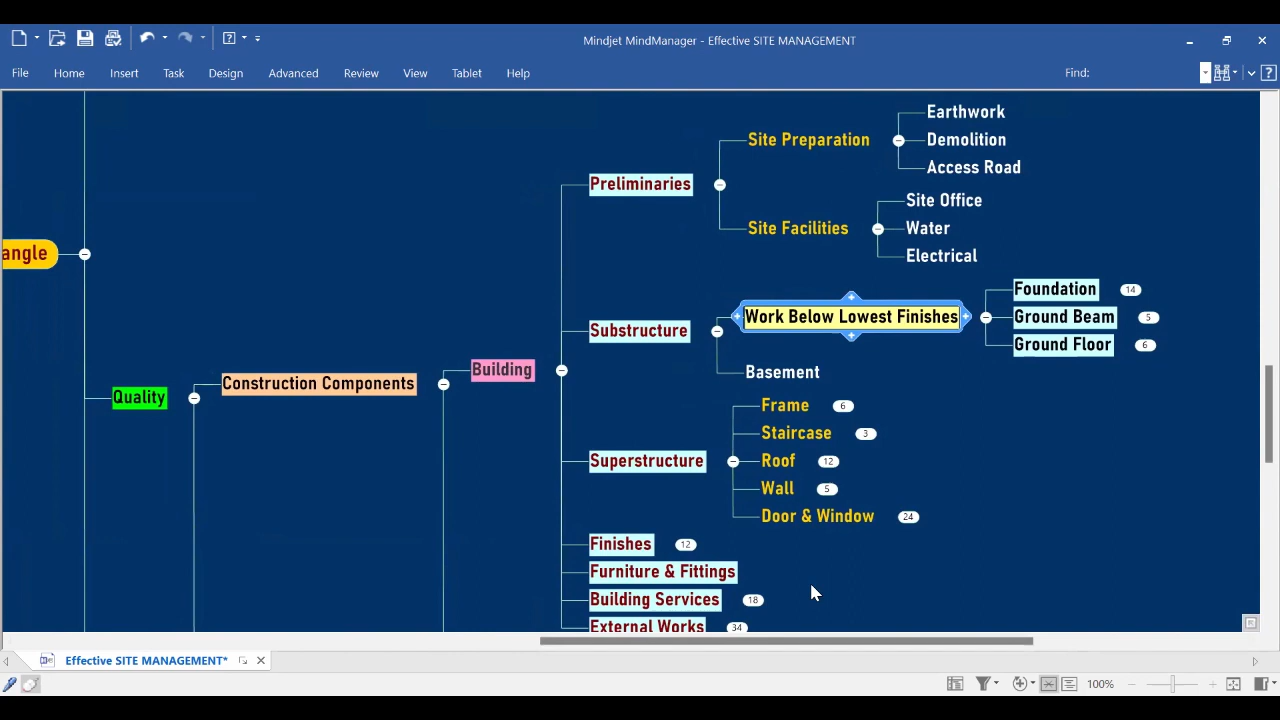 Mindjet MindManager - Effective SITE MANAGEMENT*
File Home Insert Task Design Advanced Review View Tablet Help Find:
angle
Quality
Construction Components
Building
Preliminaries
Site Preparation
Earthwork
Demolition
Access Road
Site Facilities
Site Office
Water
Electrical
Substructure
Work Below Lowest Finishes
Foundation 14
Ground Beam 5
Ground Floor 6
Basement
Superstructure
Frame 6
Staircase 3
Roof 12
Wall 5
Door & Window 24
Finishes 12
Furniture & Fittings
Building Services 18
External Works 34
Effective SITE MANAGEMENT*
100%